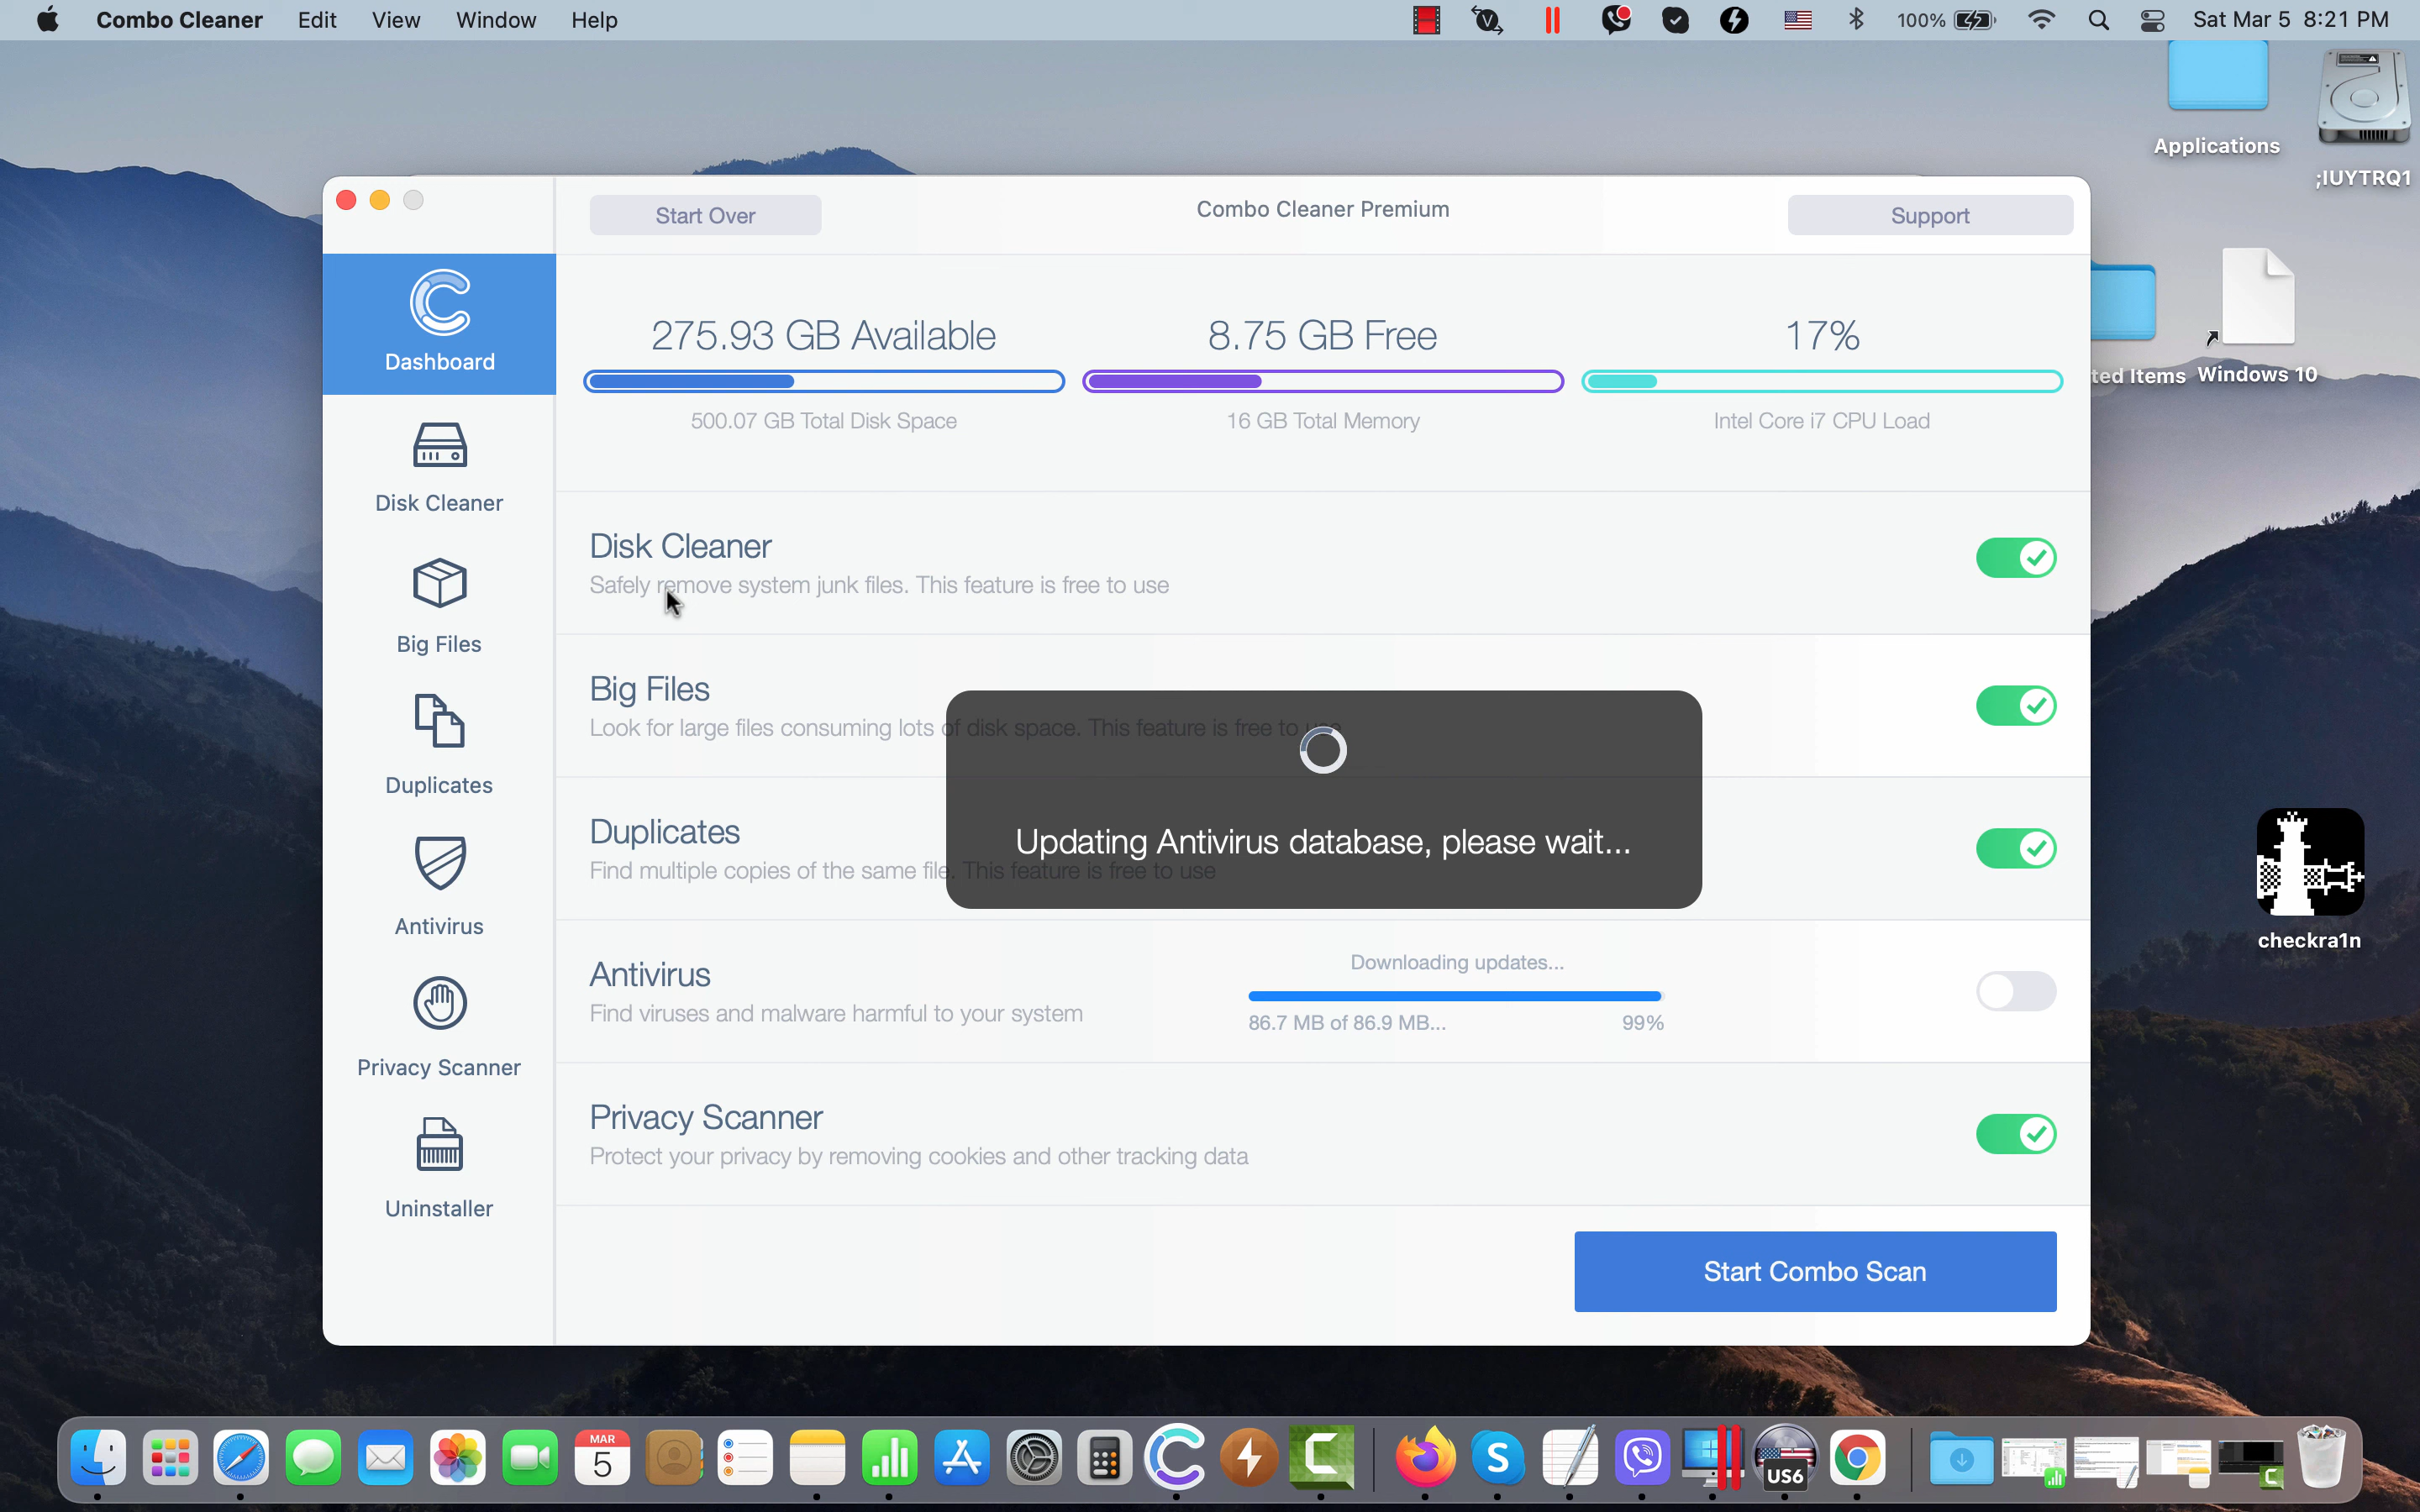 Combo Cleaner Edit View Window Help
100% Sat Mar 5 8:21 PM
Applications
;IUYTRQ1
ted Items
Windows 10
checkra1n
Start Over
Combo Cleaner Premium
Support
Dashboard
Disk Cleaner
Big Files
Duplicates
Antivirus
Privacy Scanner
Uninstaller
275.93 GB Available
500.07 GB Total Disk Space
8.75 GB Free
16 GB Total Memory
17%
Intel Core i7 CPU Load
Disk Cleaner
Safely remove system junk files. This feature is free to use
Big Files
Look for large files consuming lots of disk space. This feature is free to use
Duplicates
Find multiple copies of the same file. This feature is free to use
Updating Antivirus database, please wait...
Antivirus
Find viruses and malware harmful to your system
Downloading updates...
86.7 MB of 86.9 MB... 99%
Privacy Scanner
Protect your privacy by removing cookies and other tracking data
Start Combo Scan
MAR
5
US6